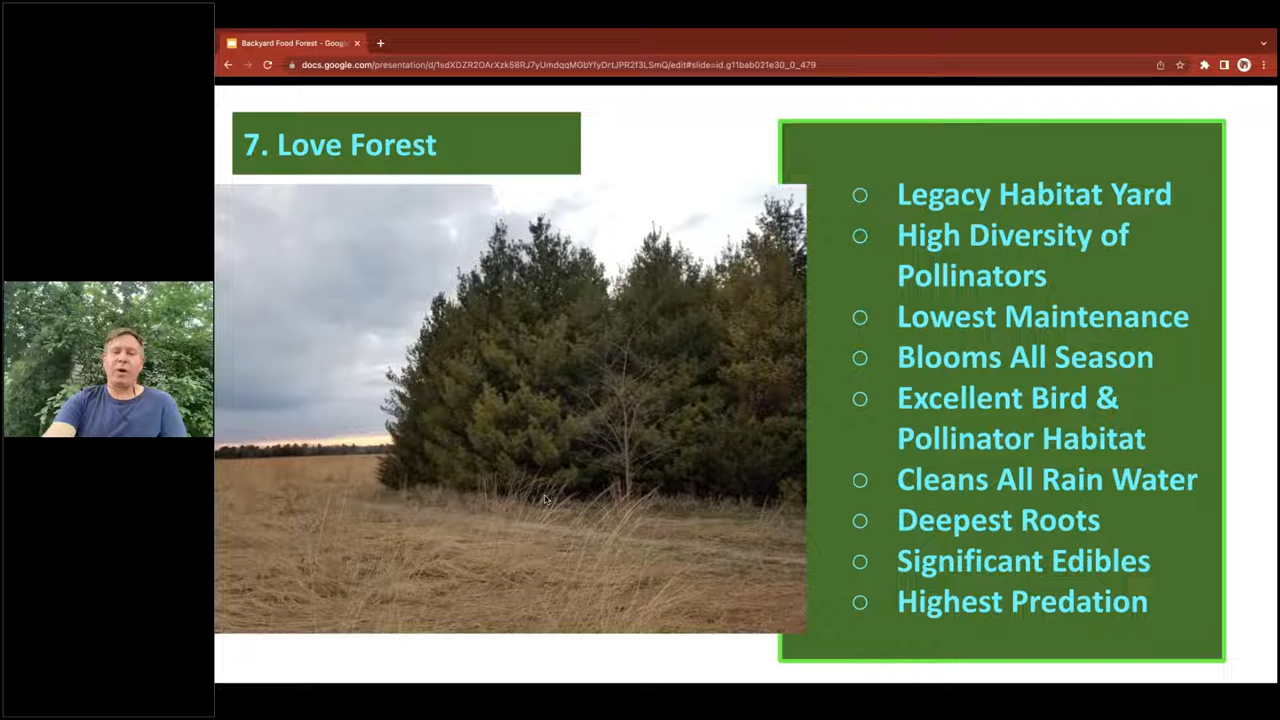 Backyard Food Forest - Googl
docs.google.com/presentation/d/1sdXDZR2OArXzk58RJ7yUmdqqMGbYfyDrtJPR2f3LSmQ/edit#slide=id.g11bab021e30_0_479
7. Love Forest
Legacy Habitat Yard
High Diversity of
Pollinators
Lowest Maintenance
Blooms All Season
Excellent Bird &
Pollinator Habitat
Cleans All Rain Water
Deepest Roots
Significant Edibles
Highest Predation